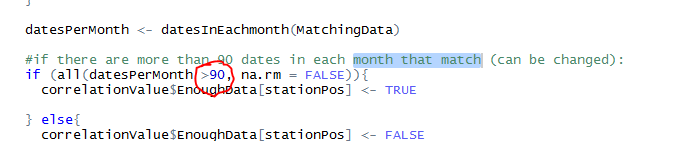 }
datesPerMonth <- datesInEachmonth(MatchingData)
#if there are more than 90 dates in each month that match (can be changed):
if (all(datesPerMonth >90, na.rm = FALSE)){
correlationValue$EnoughData[stationPos] <- TRUE
} else{
correlationValue$EnoughData[stationPos] <- FALSE